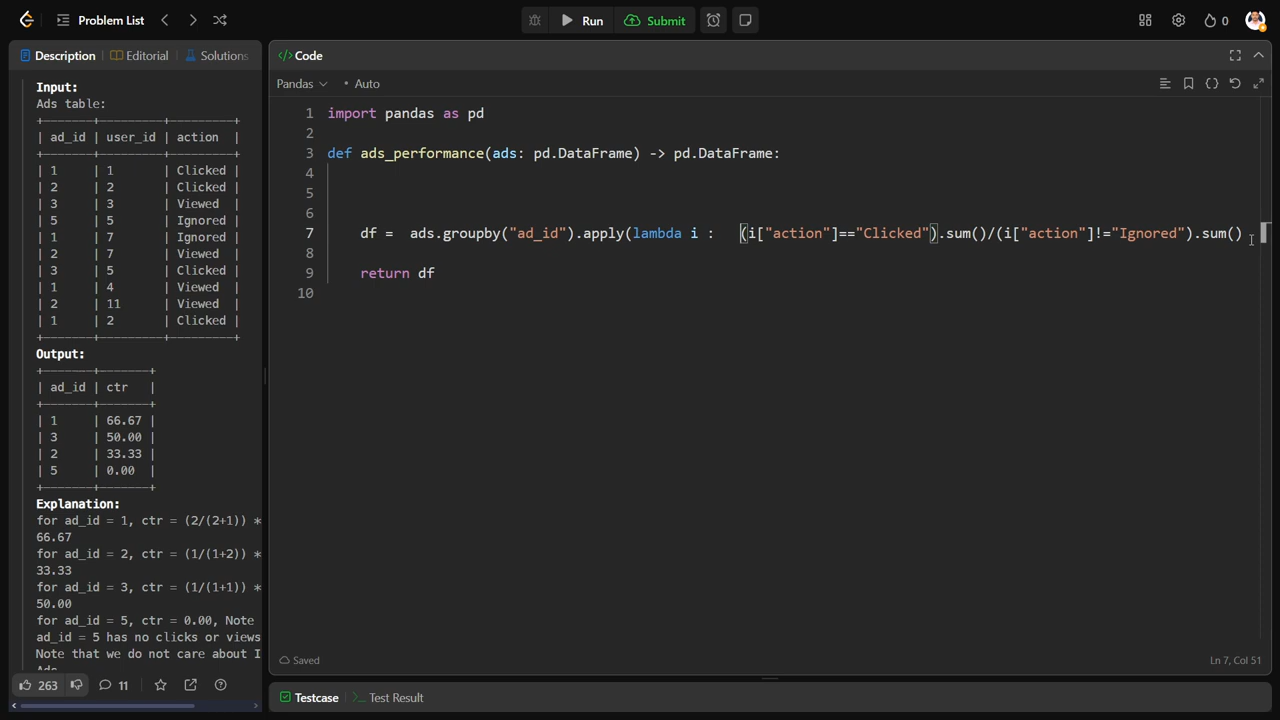 Problem List
Run
Submit
0
Description
Editorial
Solutions
Input:
Ads table:
+-------+---------+---------+
| ad_id | user_id | action  |
+-------+---------+---------+
| 1     | 1       | Clicked |
| 2     | 2       | Clicked |
| 3     | 3       | Viewed  |
| 5     | 5       | Ignored |
| 1     | 7       | Ignored |
| 2     | 7       | Viewed  |
| 3     | 5       | Clicked |
| 1     | 4       | Viewed  |
| 2     | 11      | Viewed  |
| 1     | 2       | Clicked |
+-------+---------+---------+
Output:
+-------+-------+
| ad_id | ctr   |
+-------+-------+
| 1     | 66.67 |
| 3     | 50.00 |
| 2     | 33.33 |
| 5     | 0.00  |
+-------+-------+
Explanation:
for ad_id = 1, ctr = (2/(2+1)) *
66.67
for ad_id = 2, ctr = (1/(1+2)) *
33.33
for ad_id = 3, ctr = (1/(1+1)) *
50.00
for ad_id = 5, ctr = 0.00, Note
ad_id = 5 has no clicks or views
Note that we do not care about I
263
11
</> Code
Pandas
• Auto
1 import pandas as pd
2
3 def ads_performance(ads: pd.DataFrame) -> pd.DataFrame:
4
5
6
7     df =  ads.groupby("ad_id").apply(lambda i :   (i["action"]=="Clicked").sum()/(i["action"]!="Ignored").sum()
8
9     return df
10
Saved
Ln 7, Col 51
Testcase
Test Result